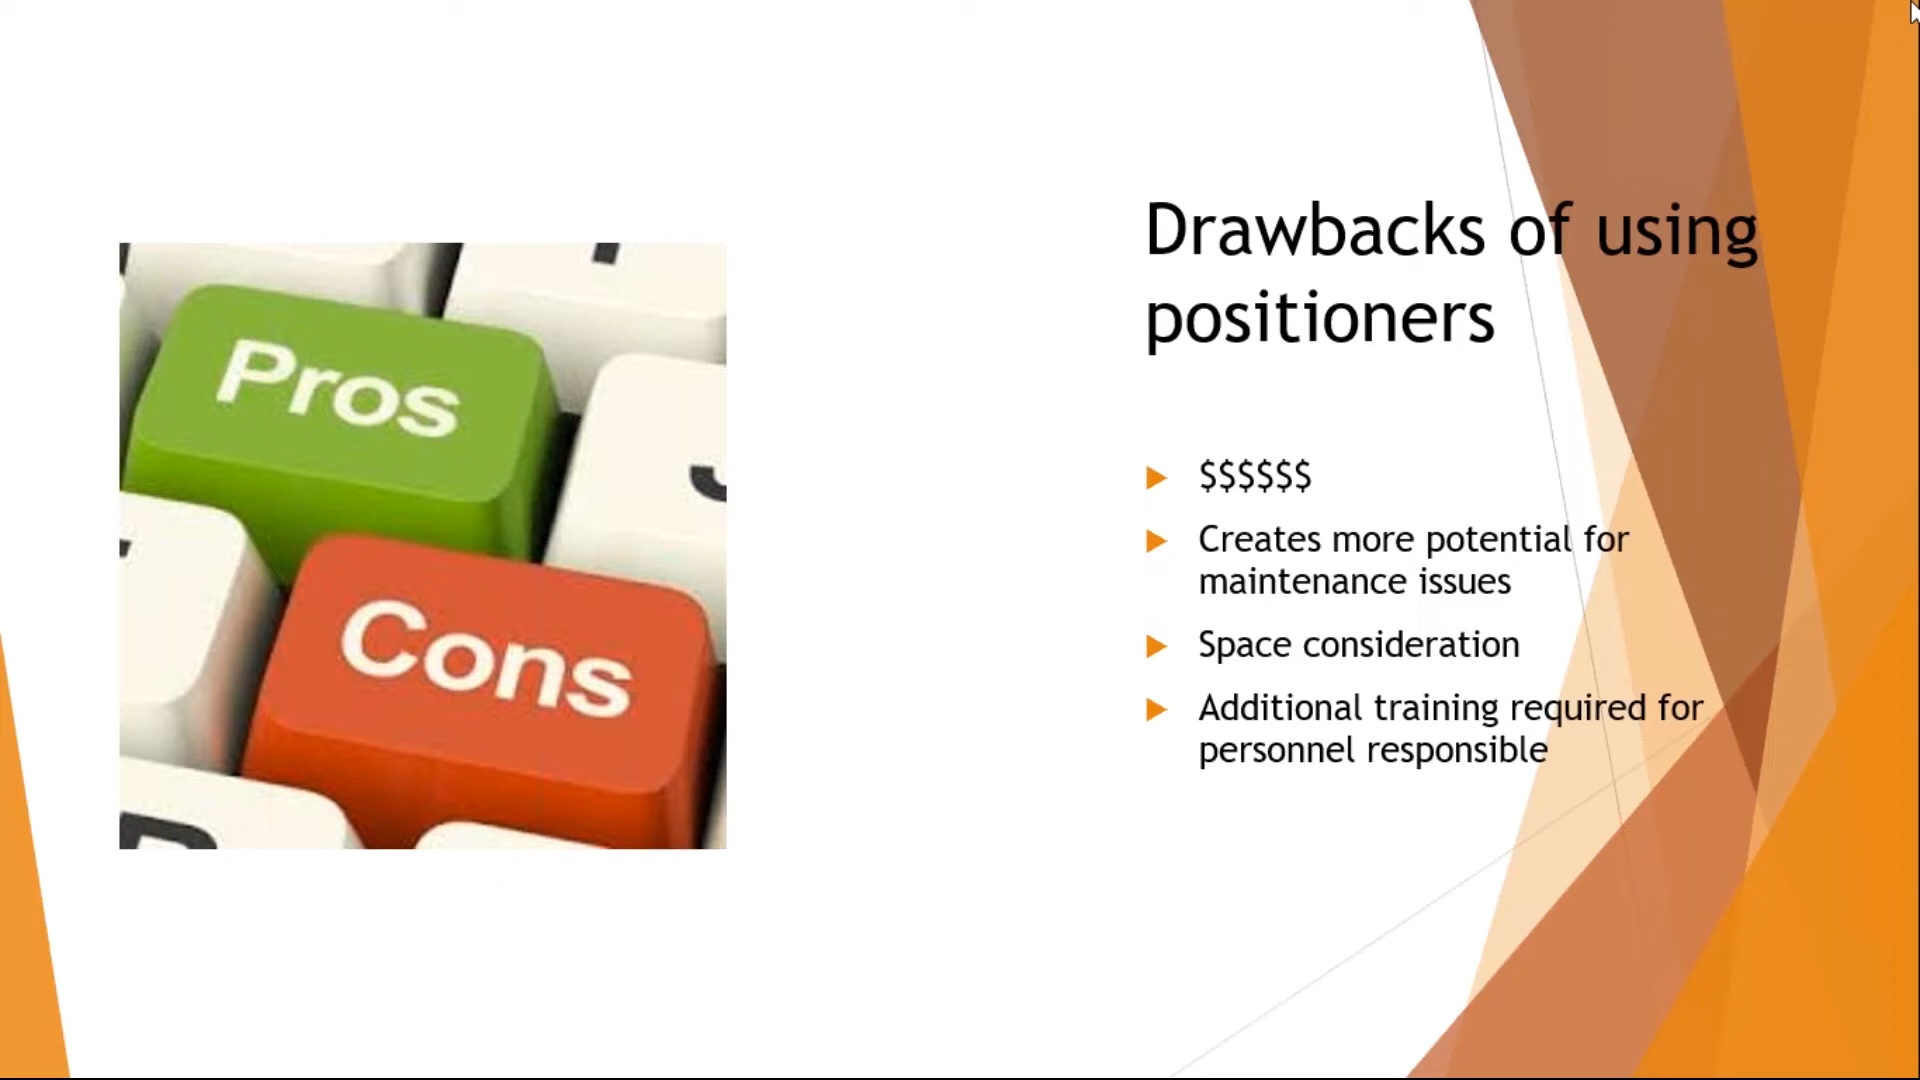 Drawbacks of using
positioners
Pros
Cons
$$$$$$
Creates more potential for
maintenance issues
Space consideration
Additional training required for
personnel responsible